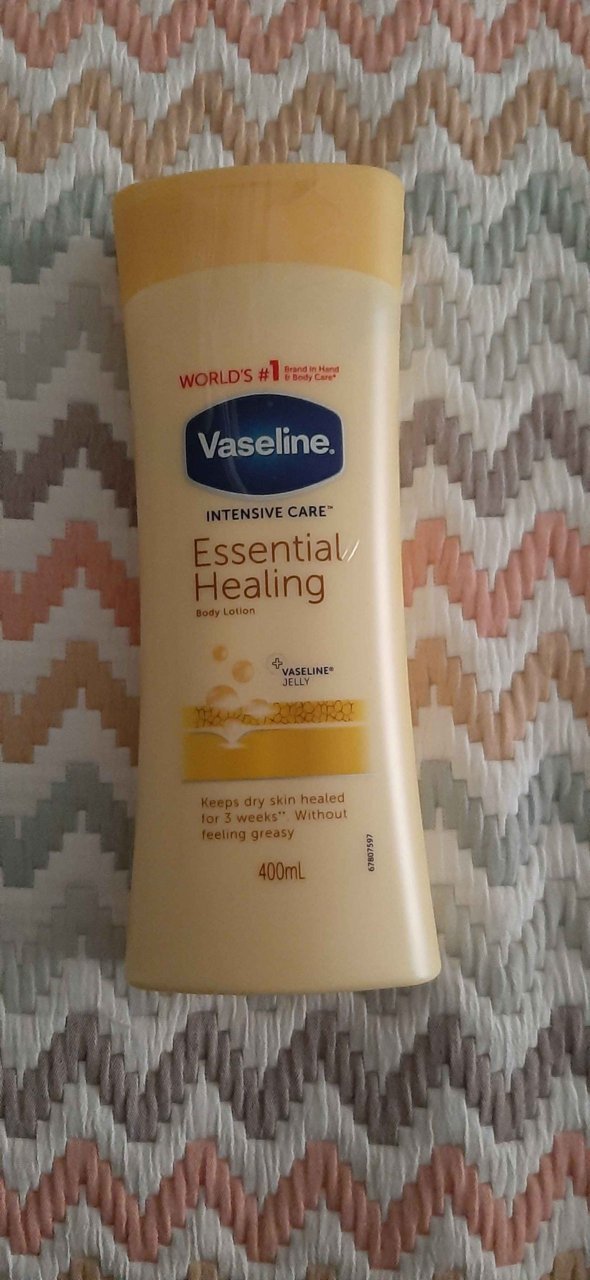 WORLD'S #1 Brand in Hand
& Body Care*
Vaseline.
INTENSIVE CARE™
Essential
Healing
Body Lotion
VASELINE®
JELLY
Keeps dry skin healed
for 3 weeks**. Without
feeling greasy
67807597
400mL